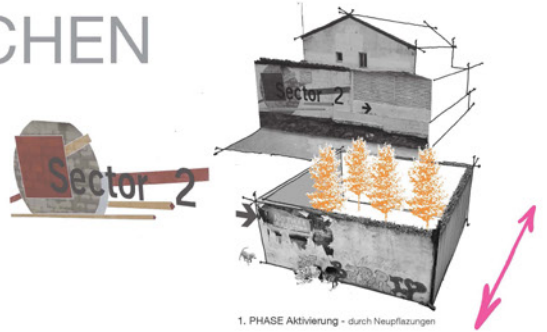 CHEN
Sector 2
Sector 2
1. PHASE Aktivierung - durch Neupflazungen